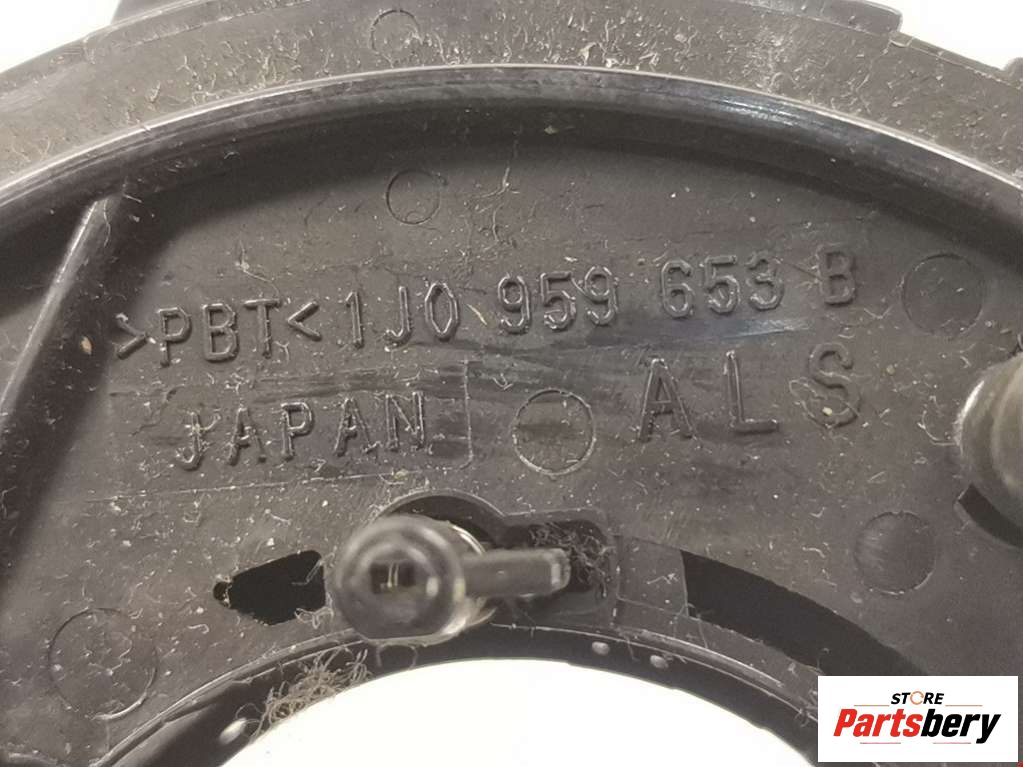 >PBT< 1J0 959 653 B
JAPAN ALS
STORE
Partsbery